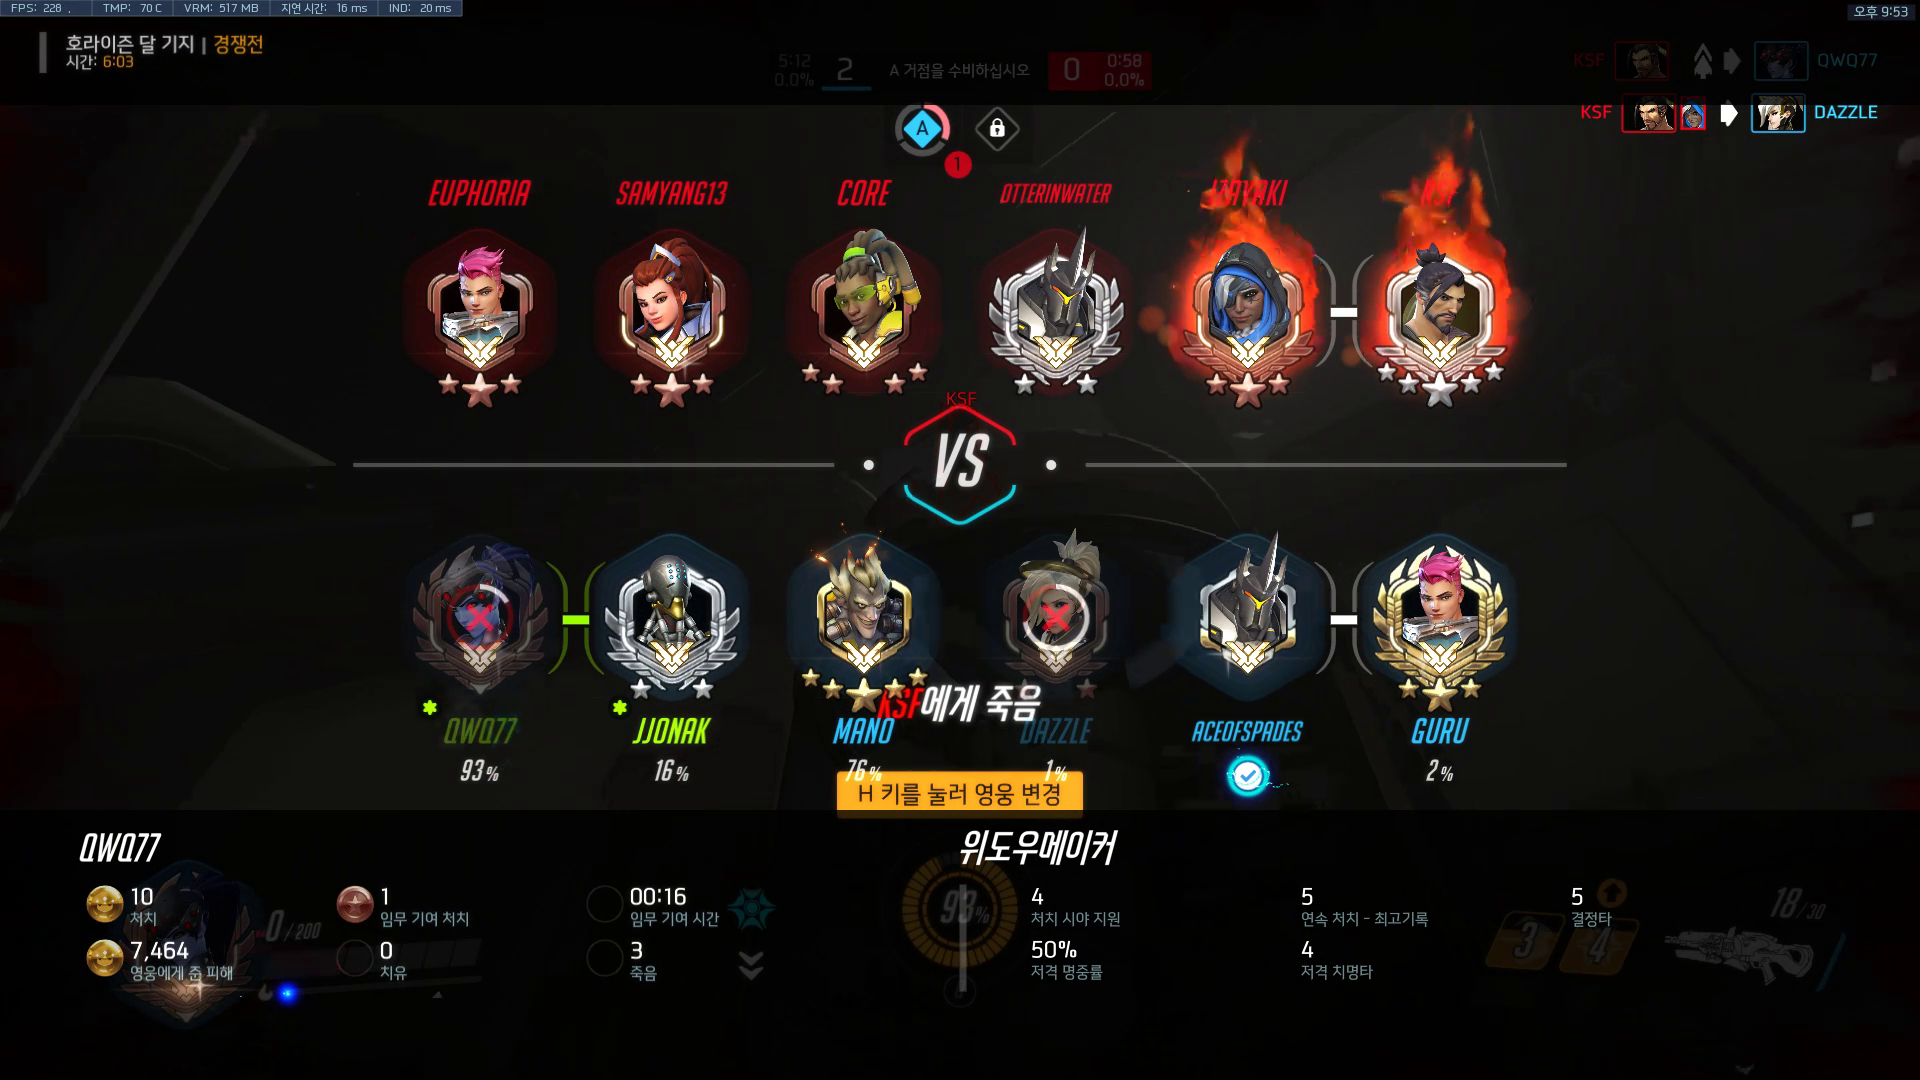 FPS: 228 , TMP: 70 C VRM: 517 MB 지연 시간: 16 ms IND: 20 ms
오후 9:53
호라이즌 달 기지 | 경쟁전
시간: 6:03
5:12
0.0%
2
A 거점을 수비하십시오
0
0:58
0.0%
KSF QWQ77
KSF DAZZLE
A
1
EUPHORIA SAMYANG13 CORE OTTERINWATER KSF
KSF
VS
KSF에게 죽음
QWQ77 JJONAK MANO DAZZLE ACEOFSPADES GURU
93% 16% 76% 1% 2%
H 키를 눌러 영웅 변경
QWQ77
위도우메이커
10
처치
1
임무 기여 처치
00:16
임무 기여 시간
4
처치 시야 지원
5
연속 처치 - 최고기록
5
결정타
7,464
영웅에게 준 피해
0
치유
3
죽음
50%
저격 명중률
4
저격 치명타
0/200
93%
3 4
18/30